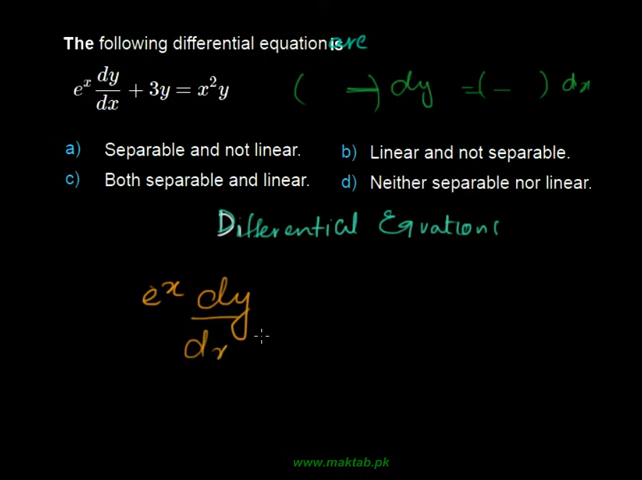 The following differential equation is are
e^x dy/dx + 3y = x²y ( —) dy =( – ) dx
a) Separable and not linear. b) Linear and not separable.
c) Both separable and linear. d) Neither separable nor linear.
Differential Equations
e^x dy/dx
www.maktab.pk